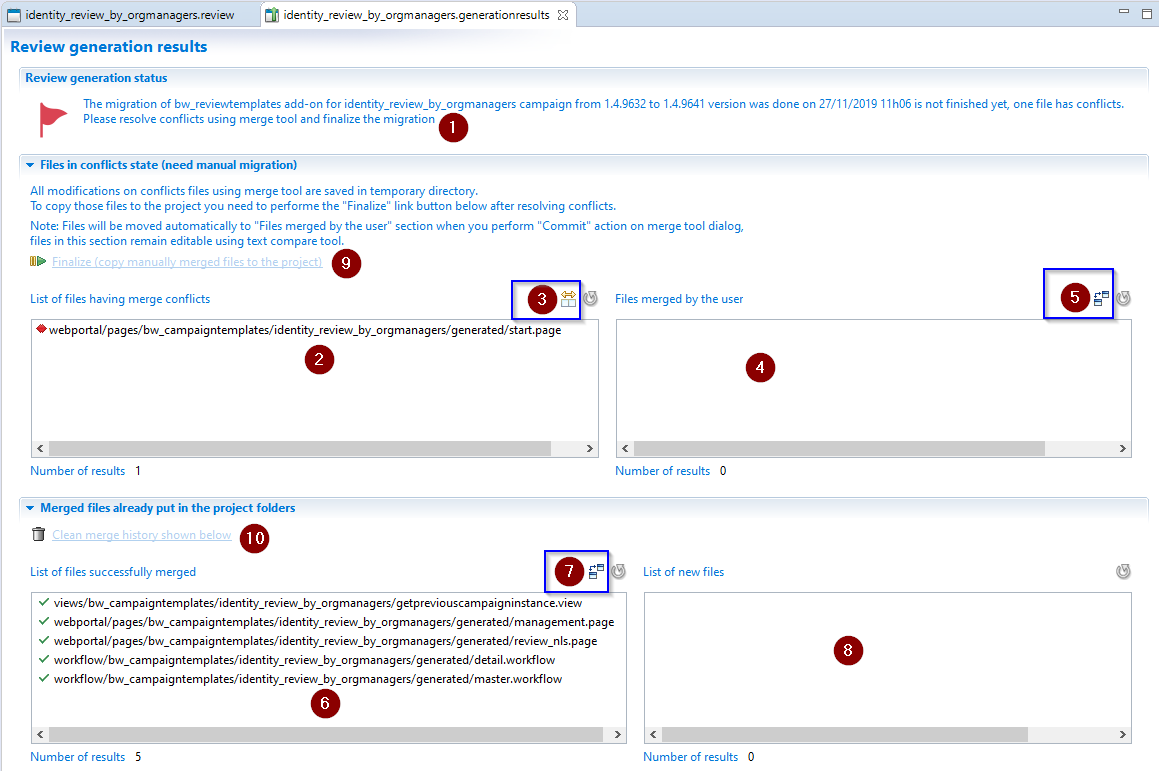 identity_review_by_orgmanagers.review
identity_review_by_orgmanagers.generationresults
Review generation results
Review generation status
The migration of bw_reviewtemplates add-on for identity_review_by_orgmanagers campaign from 1.4.9632 to 1.4.9641 version was done on 27/11/2019 11h06 is not finished yet, one file has conflicts.
Please resolve conflicts using merge tool and finalize the migration
1
Files in conflicts state (need manual migration)
All modifications on conflicts files using merge tool are saved in temporary directory.
To copy those files to the project you need to performe the "Finalize" link button below after resolving conflicts.
Note: Files will be moved automatically to "Files merged by the user" section when you perform "Commit" action on merge tool dialog,
files in this section remain editable using text compare tool.
Finalize (copy manually merged files to the project)
9
List of files having merge conflicts
3
Files merged by the user
5
webportal/pages/bw_campaigntemplates/identity_review_by_orgmanagers/generated/start.page
2
4
Number of results 1
Number of results 0
Merged files already put in the project folders
Clean merge history shown below
10
List of files successfully merged
7
List of new files
views/bw_campaigntemplates/identity_review_by_orgmanagers/getpreviouscampaigninstance.view
webportal/pages/bw_campaigntemplates/identity_review_by_orgmanagers/generated/management.page
webportal/pages/bw_campaigntemplates/identity_review_by_orgmanagers/generated/review_nls.page
workflow/bw_campaigntemplates/identity_review_by_orgmanagers/generated/detail.workflow
workflow/bw_campaigntemplates/identity_review_by_orgmanagers/generated/master.workflow
6
8
Number of results 5
Number of results 0